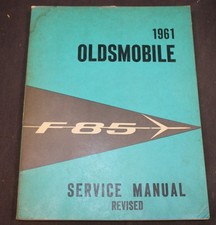 1961
OLDSMOBILE
F-85
SERVICE MANUAL
REVISED